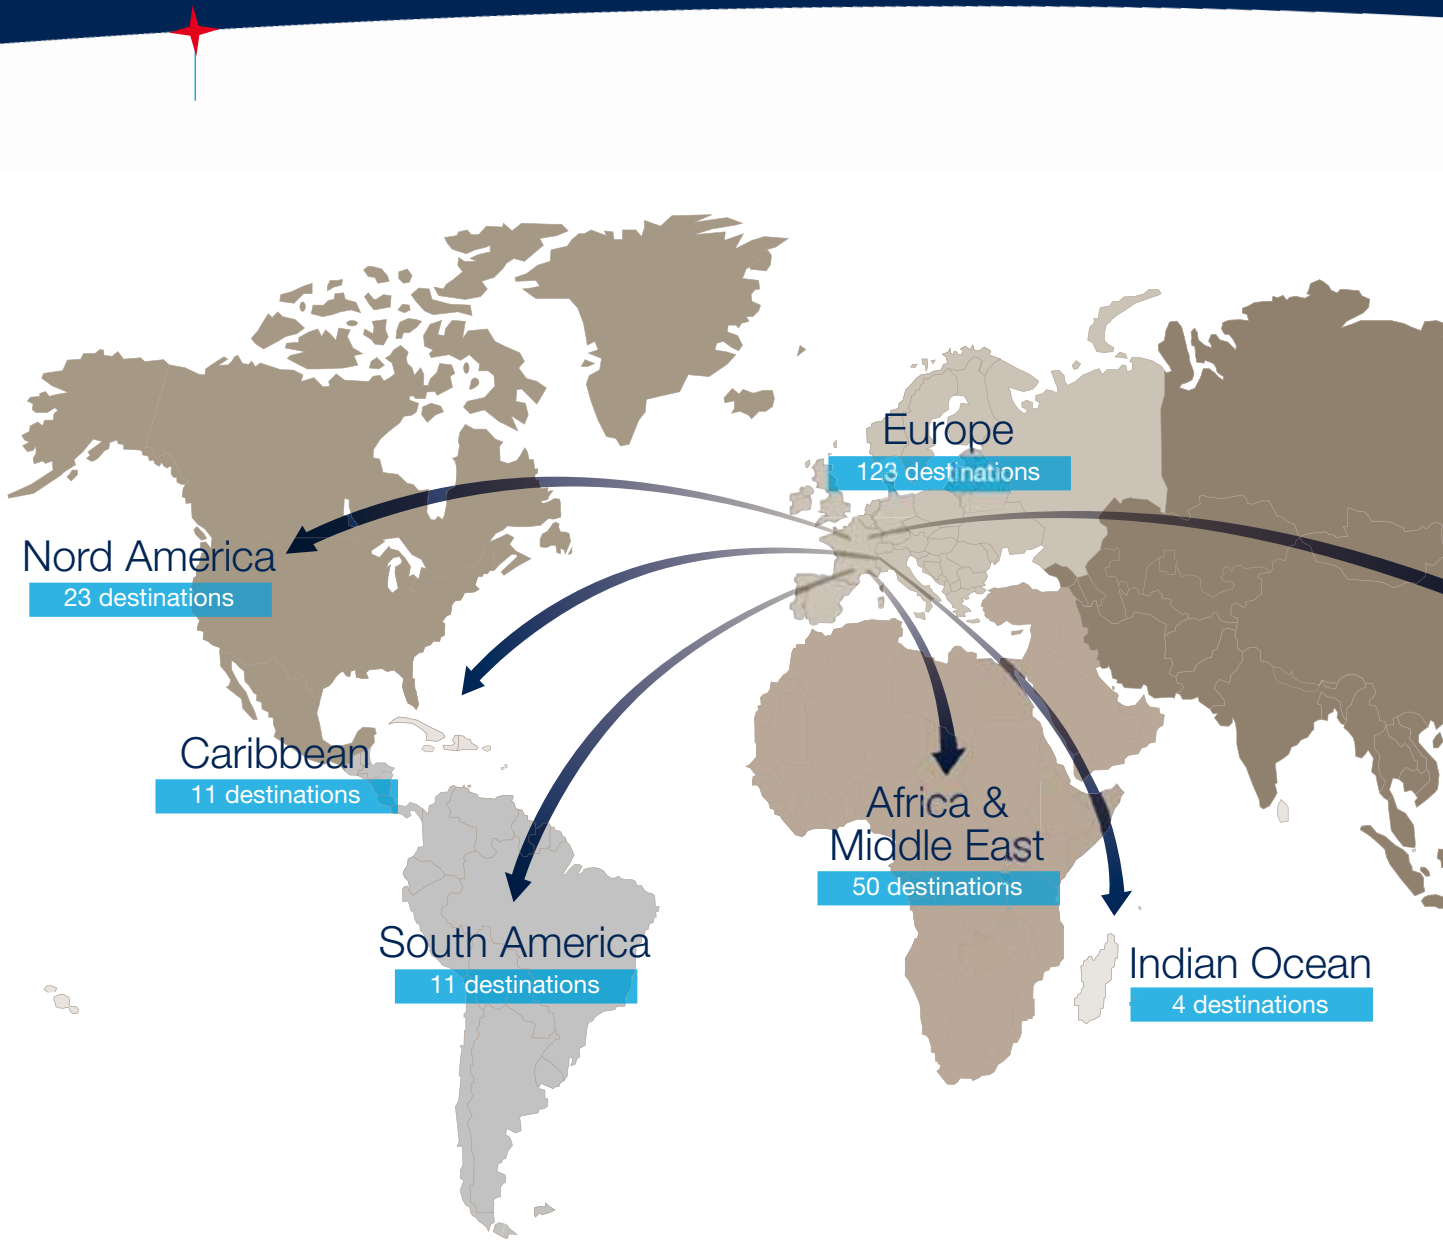 Europe
123 destinations
Nord America
23 destinations
Caribbean
11 destinations
Africa &
Middle East
50 destinations
South America
11 destinations
Indian Ocean
4 destinations